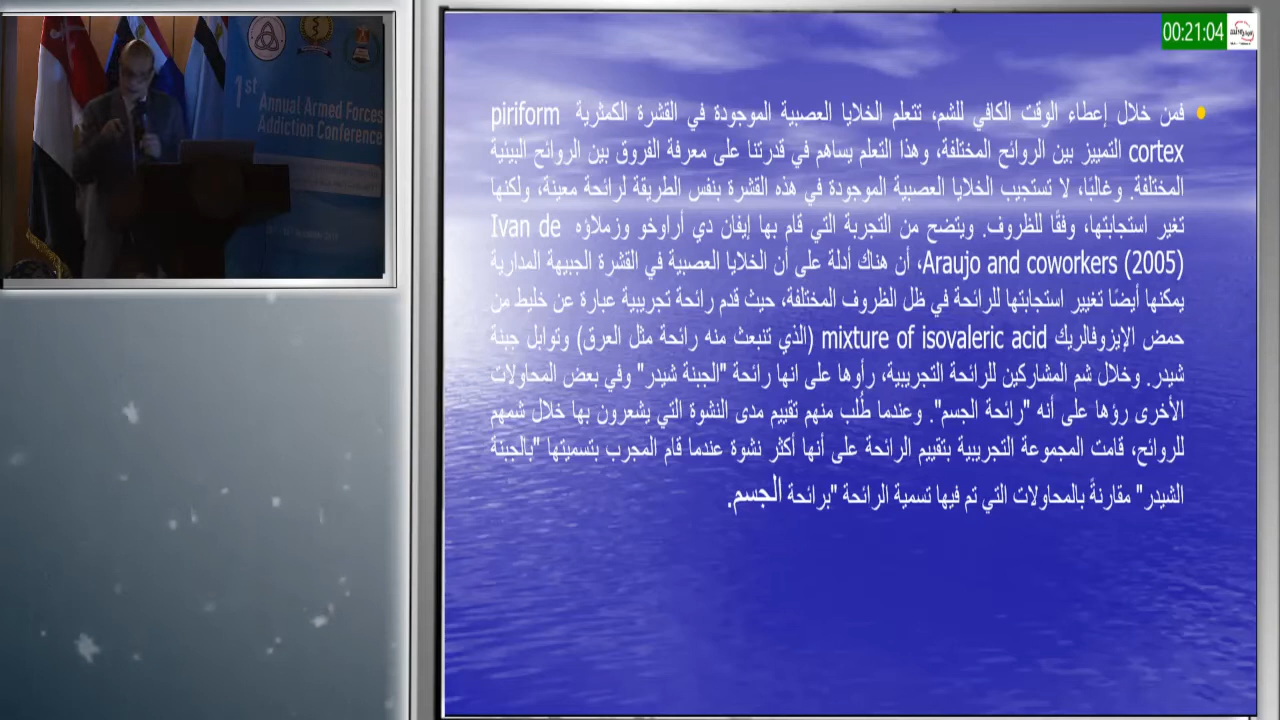 1st Annual Armed Forces
Addiction Conference
00:21:04
فمن خلال إعطاء الوقت الكافي للشم، تتعلم الخلايا العصبية الموجودة في القشرة الكمثرية piriform
cortex التمييز بين الروائح المختلفة، وهذا التعلم يساهم في قدرتنا على معرفة الفروق بين الروائح البينية
المختلفة. وغالبًا، لا تستجيب الخلايا العصبية الموجودة في هذه القشرة بنفس الطريقة لرائحة معينة، ولكنها
تغير استجابتها، وفقًا للظروف. ويتضح من التجربة التي قام بها إيفان دي أراوخو وزملاؤه Ivan de
Araujo and coworkers (2005)، أن هناك أدلة على أن الخلايا العصبية في القشرة الجبيهة المدارية
يمكنها أيضًا تغيير استجابتها للرائحة في ظل الظروف المختلفة، حيث قدم رائحة تجريبية عبارة عن خليط من
حمض الإيزوفالريك mixture of isovaleric acid (الذي تنبعث منه رائحة مثل العرق) وتوابل جبنة
شيدر. وخلال شم المشاركين للرائحة التجريبية، رأوها على انها رائحة "الجبنة شيدر" وفي بعض المحاولات
الأخرى رؤها على أنه "رائحة الجسم". وعندما طُلب منهم تقييم مدى النشوة التي يشعرون بها خلال شمهم
للروائح، قامت المجموعة التجريبية بتقييم الرائحة على أنها أكثر نشوة عندما قام المجرب بتسميتها "بالجبنة
الشيدر" مقارنةً بالمحاولات التي تم فيها تسمية الرائحة "برائحة الجسم.